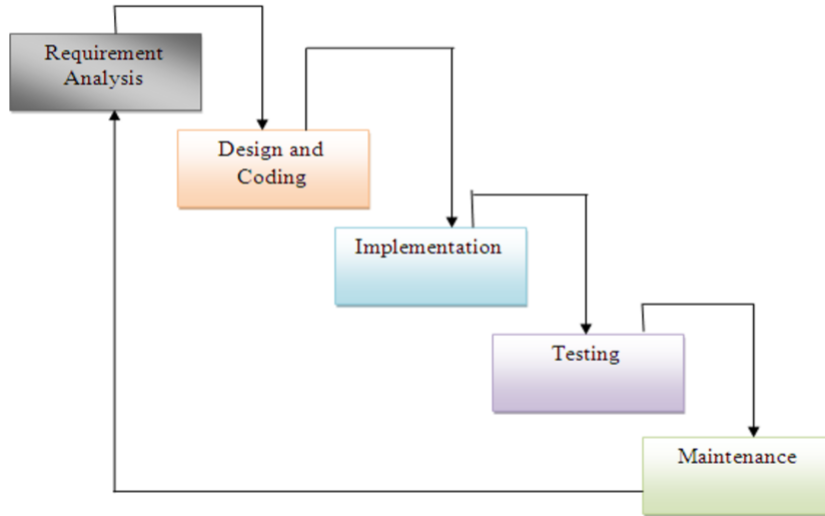 Requirement
Analysis
Design and
Coding
Implementation
Testing
Maintenance